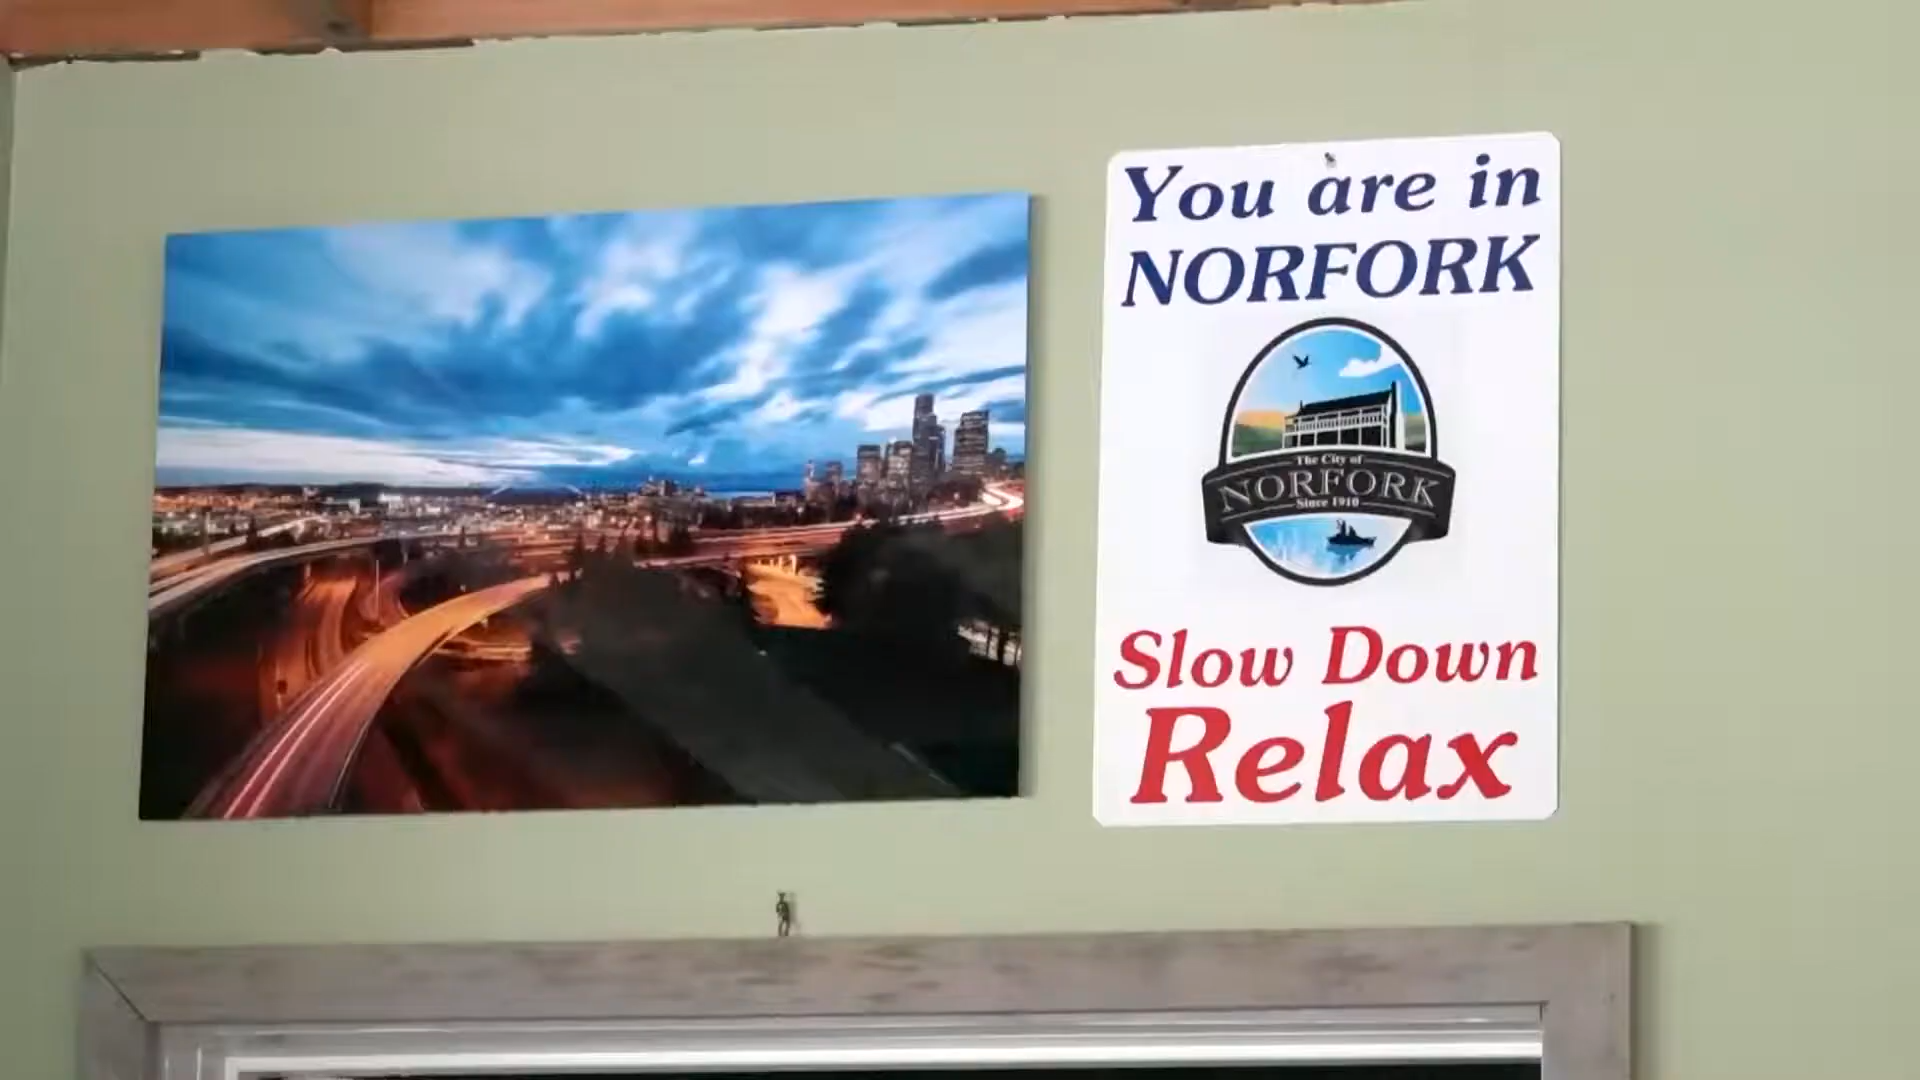 You are in
NORFORK
The City of
NORFORK
Since 1910
Slow Down
Relax